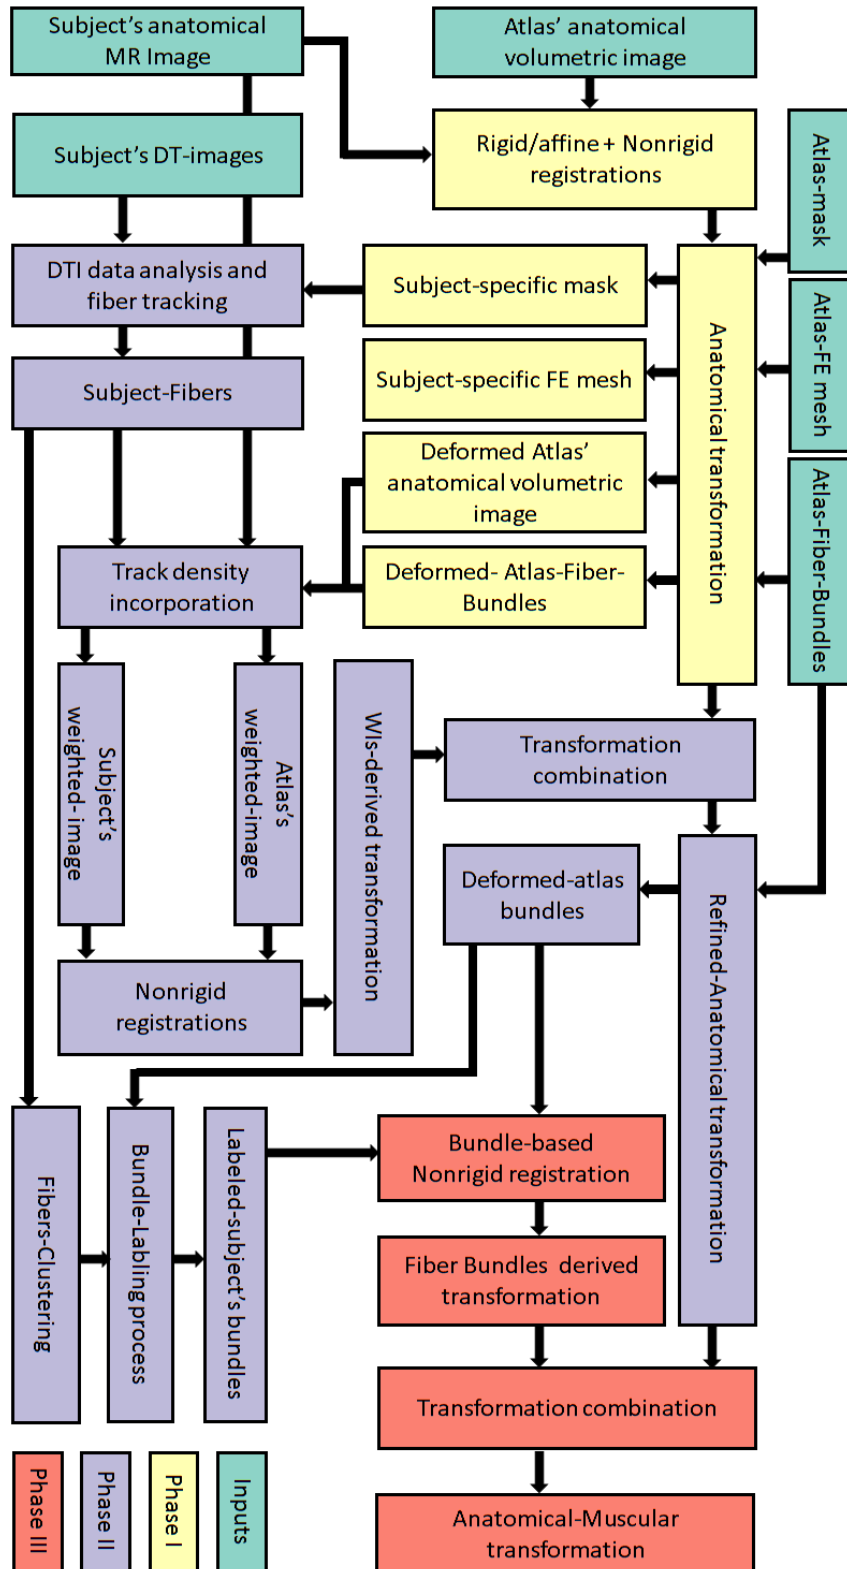 Subject's anatomical
MR Image
Atlas' anatomical
volumetric image
Subject's DT-images
Rigid/affine + Nonrigid
registrations
Atlas-mask
DTI data analysis and
fiber tracking
Subject-specific mask
Anatomical transformation
Atlas-FE mesh
Subject-Fibers
Subject-specific FE mesh
Deformed Atlas'
anatomical volumetric
image
Atlas-Fiber-Bundles
Track density
incorporation
Deformed- Atlas-Fiber-
Bundles
Subject's
weighted- image
Atlas's
weighted-image
WIs-derived transformation
Transformation
combination
Deformed-atlas
bundles
Refined-Anatomical transformation
Nonrigid
registrations
Fibers-Clustering
Bundle-Labling process
Labeled-subject's bundles
Bundle-based
Nonrigid registration
Fiber Bundles derived
transformation
Transformation combination
Anatomical-Muscular
transformation
Phase III
Phase II
Phase I
Inputs